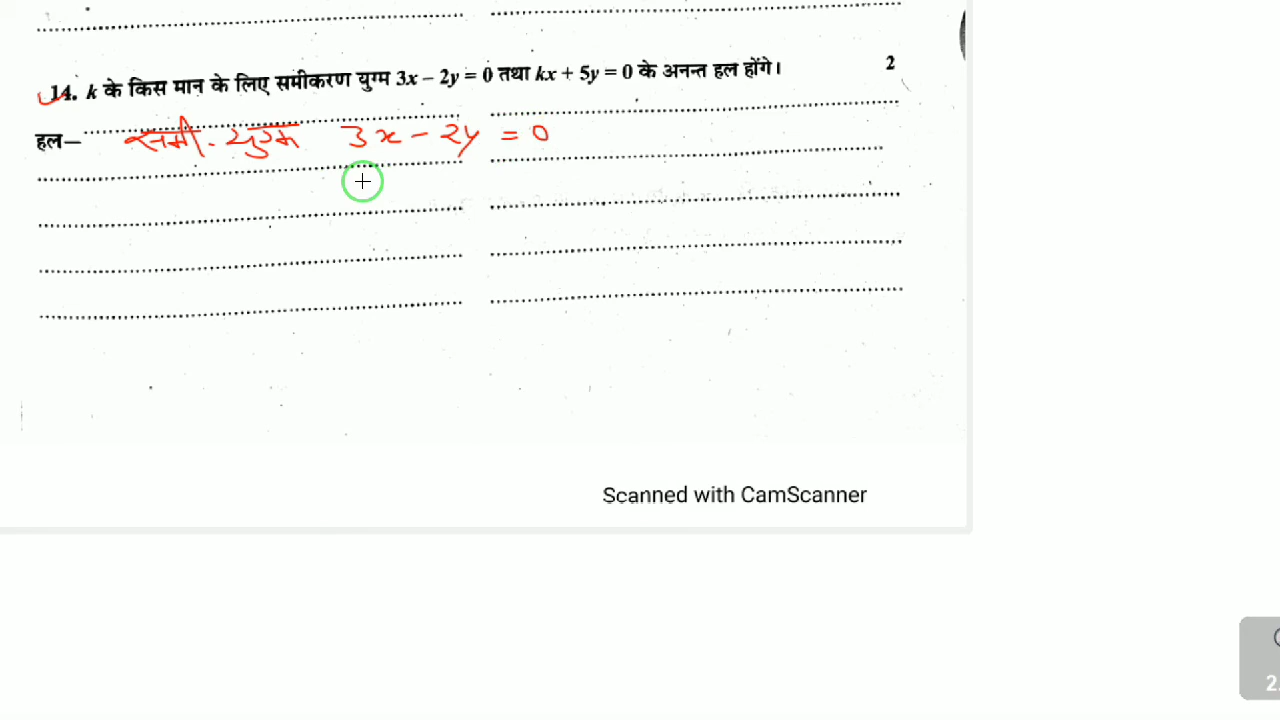 14. k के किस मान के लिए समीकरण युग्म 3x – 2y = 0 तथा kx + 5y = 0 के अनन्त हल होंगे। 2
हल– समी. युग्म 3x - 2y = 0
Scanned with CamScanner
2.